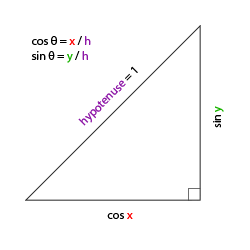 cos θ = x / h
sin θ = y / h
hypotenuse = 1
sin y
cos x